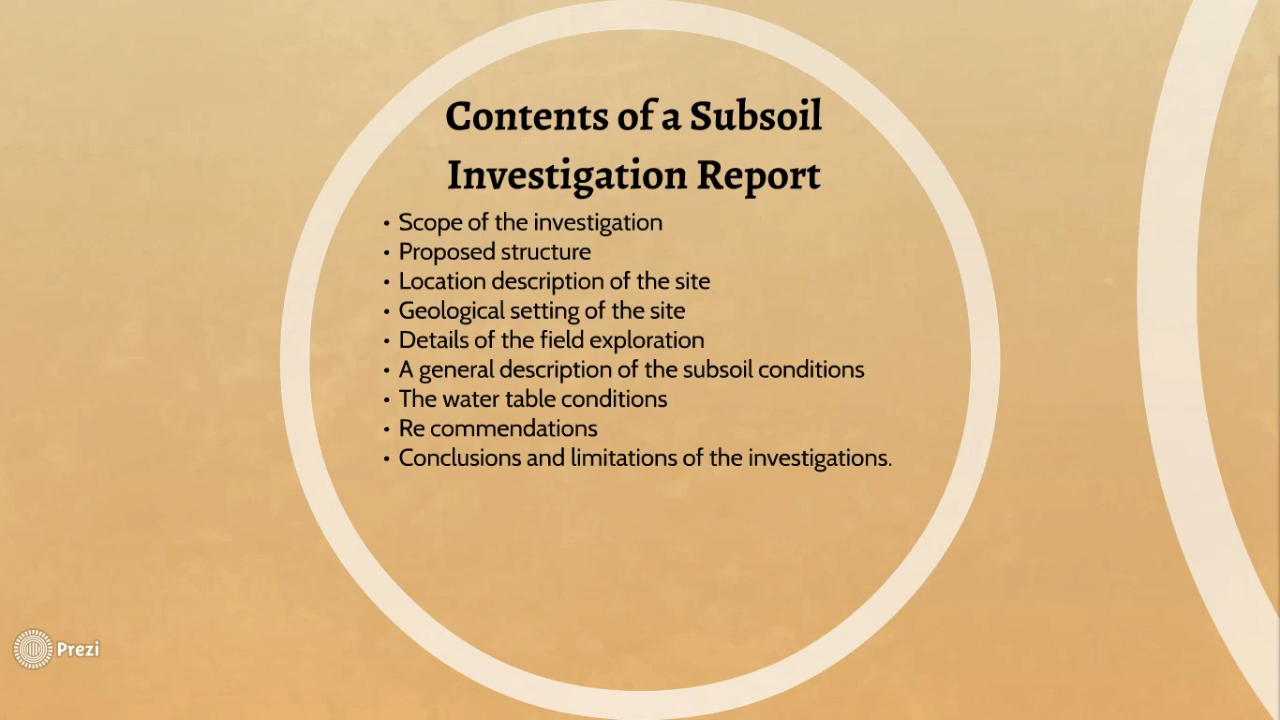 Contents of a Subsoil
Investigation Report
• Scope of the investigation
• Proposed structure
• Location description of the site
• Geological setting of the site
• Details of the field exploration
• A general description of the subsoil conditions
• The water table conditions
• Re commendations
• Conclusions and limitations of the investigations.
Prezi